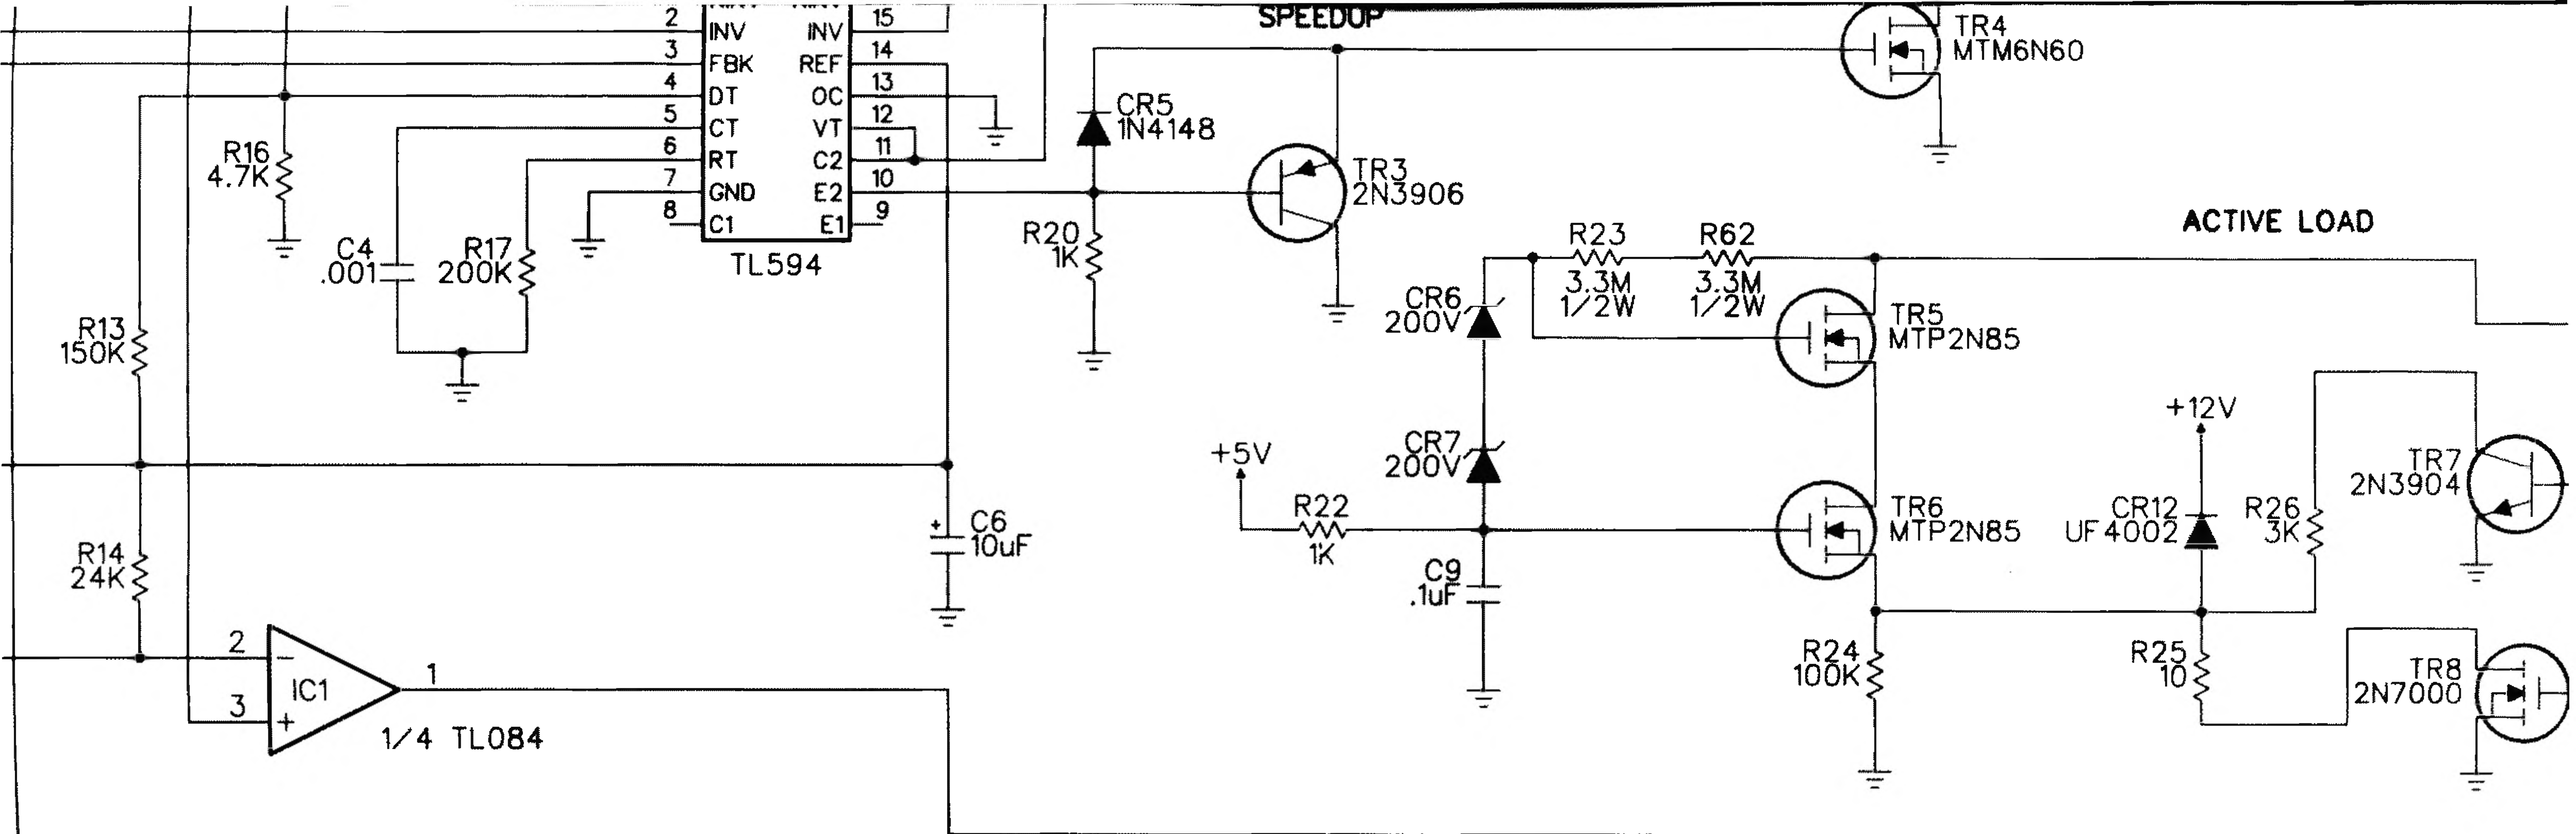 SPEEDUP
2
INV
3
FBK
4
DT
5
CT
6
RT
7
GND
8
C1
15
INV
14
REF
13
OC
12
VT
11
C2
10
E2
9
E1
TL594
R16
4.7K
C4
.001
R17
200K
R13
150K
R14
24K
2
3
−
+
IC1
1
1/4 TL084
+
C6
10uF
CR5
1N4148
R20
1K
TR3
2N3906
TR4
MTM6N60
ACTIVE LOAD
R23
3.3M
1/2W
R62
3.3M
1/2W
CR6
200V
TR5
MTP2N85
CR7
200V
+5V
R22
1K
C9
.1uF
TR6
MTP2N85
R24
100K
+12V
CR12
UF4002
R26
3K
TR7
2N3904
R25
10
TR8
2N7000